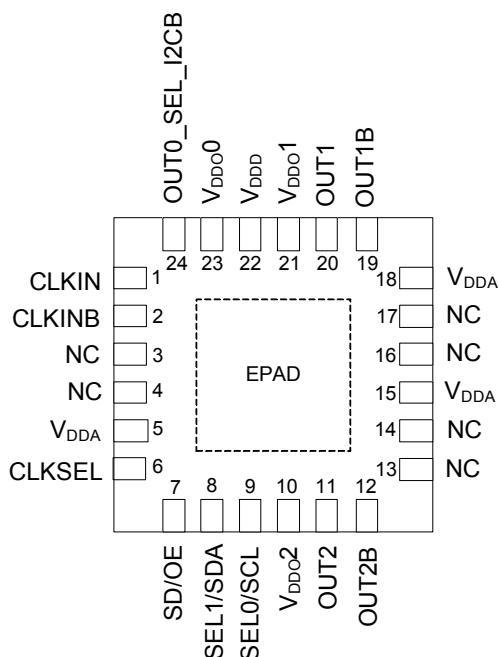 OUT0_SEL_I2CB
VDDO0
VDDD
VDDO1
OUT1
OUT1B
24
23
22
21
20
19
CLKIN
1
18
VDDA
CLKINB
2
17
NC
NC
3
16
NC
NC
4
EPAD
15
VDDA
VDDA
5
14
NC
CLKSEL
6
13
NC
7
8
9
10
11
12
SD/OE
SEL1/SDA
SEL0/SCL
VDDO2
OUT2
OUT2B